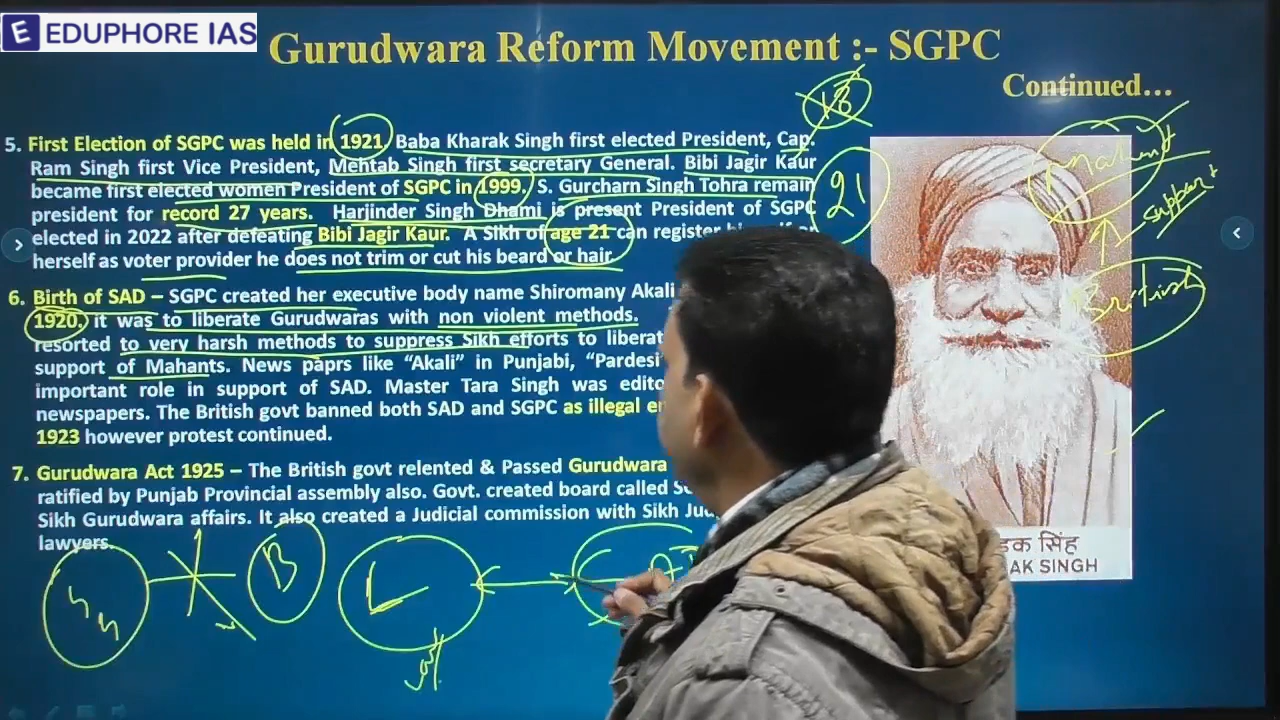 E EDUPHORE IAS
Gurudwara Reform Movement :- SGPC
Continued...
5. First Election of SGPC was held in 1921, Baba Kharak Singh first elected President, Cap.
Ram Singh first Vice President, Mehtab Singh first secretary General. Bibi Jagir Kaur
became first elected women President of SGPC in 1999. S. Gurcharn Singh Tohra remain
president for record 27 years. Harjinder Singh Dhami is present President of SGPC
elected in 2022 after defeating Bibi Jagir Kaur. A Sikh of age 21 can register
herself as voter provider he does not trim or cut his beard or hair.
6. Birth of SAD – SGPC created her executive body name Shiromany Akali
1920. it was to liberate Gurudwaras with non violent methods.
resorted to very harsh methods to suppress Sikh efforts to
support of Mahants. News paprs like “Akali” in Punjabi,
important role in support of SAD. Master Tara Singh was
newspapers. The British govt banned both SAD and SGPC as illegal
1923 however protest continued.
7. Gurudwara Act 1925 – The British govt relented & Passed Gurudwara
ratified by Punjab Provincial assembly also. Govt. created board called
Sikh Gurudwara affairs. It also created a Judicial commission with Sikh
lawyers.
18
21
Mahant
support
British
B
L
सिंह
SINGH